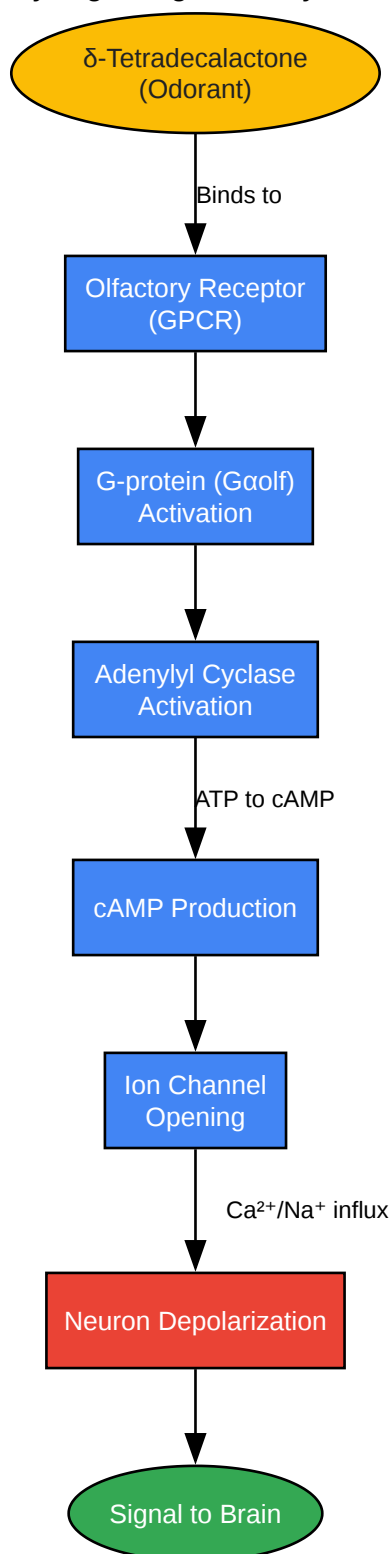 δ-Tetradecalactone
(Odorant)
Binds to
Olfactory Receptor
(GPCR)
G-protein (Gαolf)
Activation
Adenylyl Cyclase
Activation
ATP to cAMP
cAMP Production
Ion Channel
Opening
Ca²⁺/Na⁺ influx
Neuron Depolarization
Signal to Brain